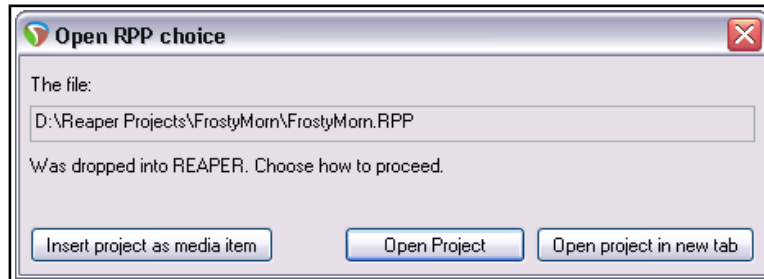 Open RPP choice
The file:
D:\Reaper Projects\FrostyMorn\FrostyMorn.RPP
Was dropped into REAPER. Choose how to proceed.
Insert project as media item Open Project Open project in new tab